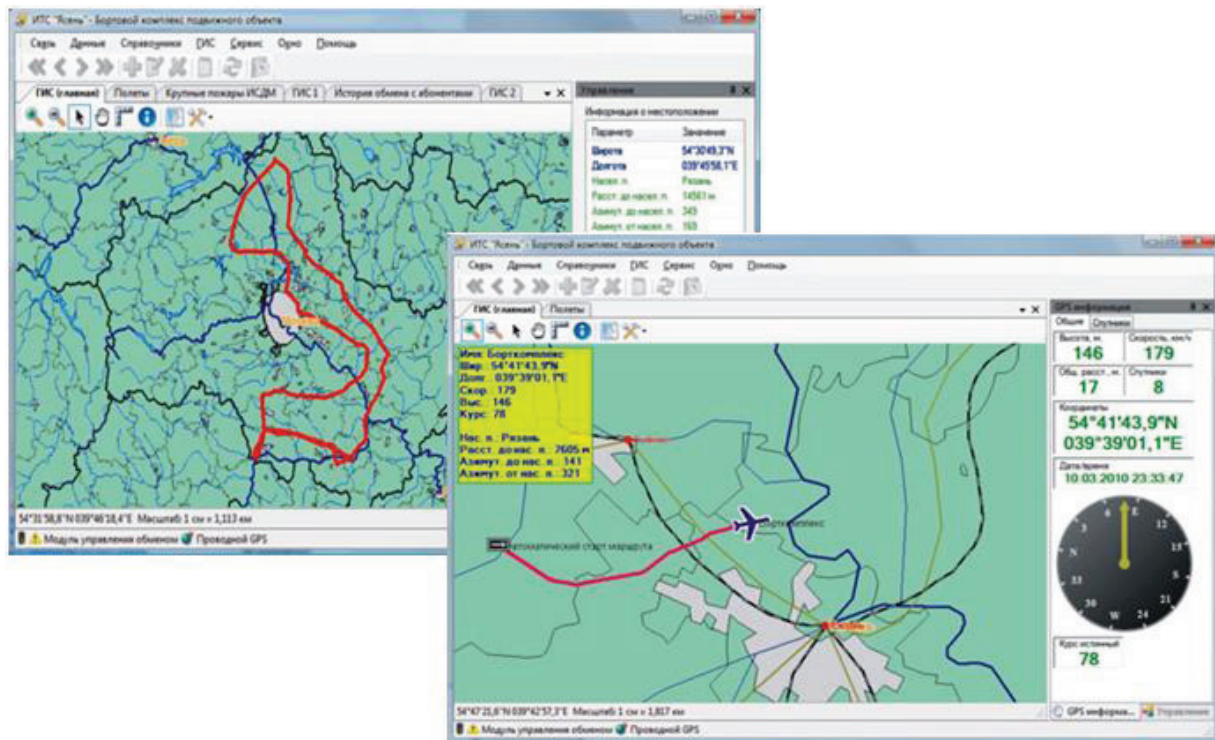 ИТС "Ясень" - Бортовой комплекс подвижного объекта
Связь Данные Справочники ГИС Сервис Окно Помощь
ГИС (главная) Полеты Крупные пожары ИСДМ ГИС 1 История обмена с абонентами ГИС 2
Управление
Информация о местоположении
Параметр Значение
Широта 54°30'49,3"N
Долгота 039°45'58,1"E
Насел. п. Рязань
Расст. до насел. п. 14561 м
Азимут. до насел. п. 349
Азимут. от насел. п. 169
54°31'58,8"N 039°46'18,4"E Масштаб: 1 см = 1,113 км
Модуль управления обменом Проводной GPS
ИТС "Ясень" - Бортовой комплекс подвижного объекта
Связь Данные Справочники ГИС Сервис Окно Помощь
ГИС (главная) Полеты
Имя: Борткомплекс
Шир.: 54°41'43,9"N
Долг.: 039°39'01,1"E
Скор.: 179
Выс.: 146
Курс: 78
Нас. п.: Рязань
Расст. до нас. п.: 7605 м
Азимут. до нас. п.: 141
Азимут. от нас. п.: 321
Автоматический старт маршрута
Борткомплекс
GPS информация
Общие Спутники
Высота, м. Скорость, км/ч
146 179
Общ. расст., м. Спутники
17 8
Координаты
54°41'43,9"N
039°39'01,1"E
Дата/время
10.03.2010 23:33:47
6 E 12 15 S 21 24 W 30 33 N
Курс истинный
78
GPS информа... Управление
54°47'21,6"N 039°42'57,3"E Масштаб: 1 см = 1,817 км
Модуль управления обменом Проводной GPS